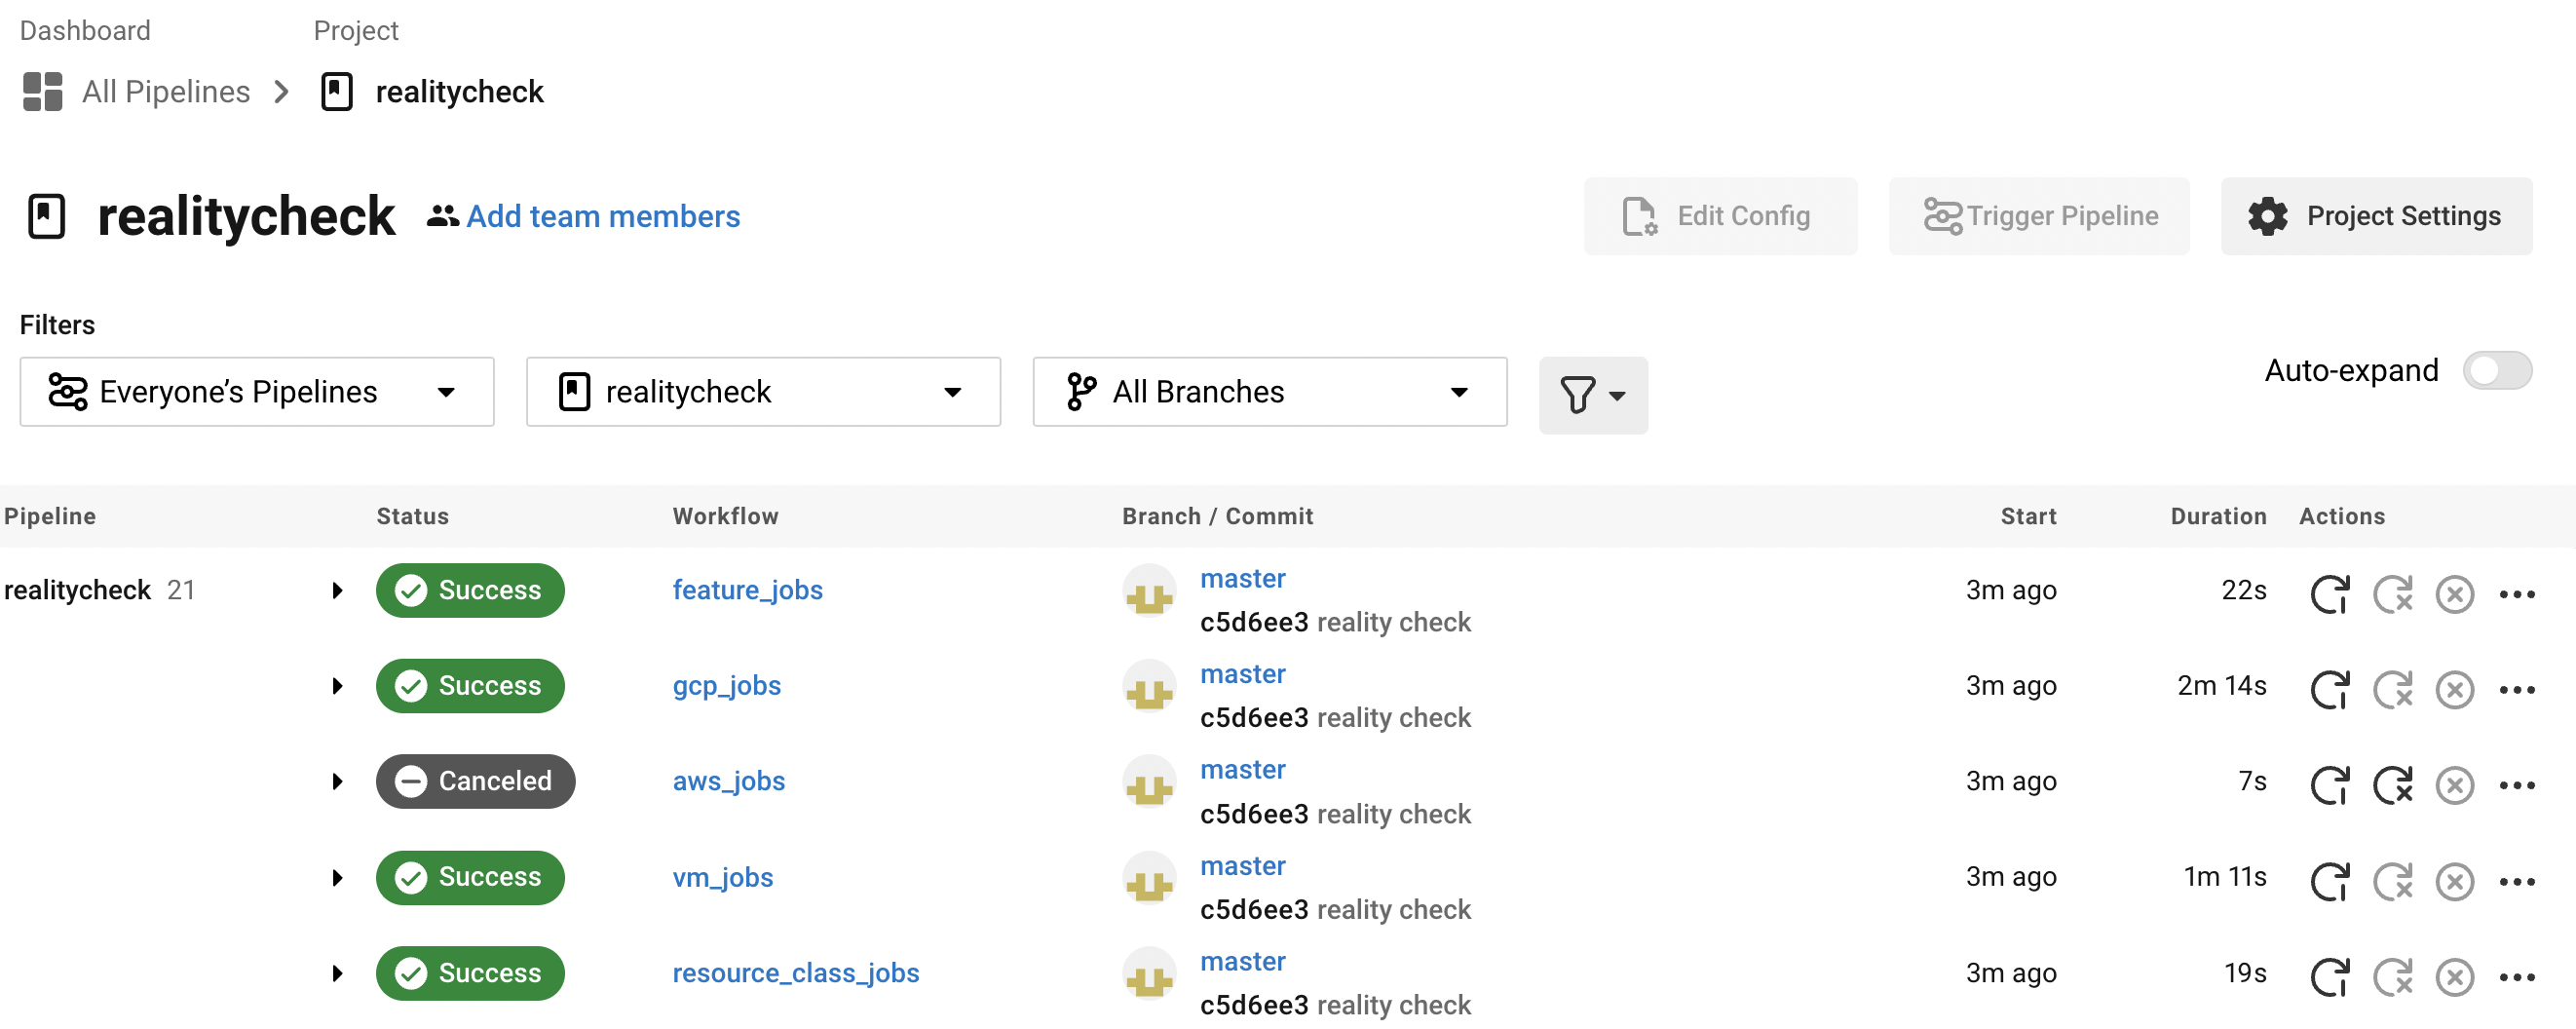 Dashboard Project
All Pipelines realitycheck
realitycheck Add team members Edit Config Trigger Pipeline Project Settings
Filters
Everyone’s Pipelines realitycheck All Branches Auto-expand
Pipeline Status Workflow Branch / Commit Start Duration Actions
realitycheck 21 Success feature_jobs master 3m ago 22s
c5d6ee3 reality check
Success gcp_jobs master 3m ago 2m 14s
c5d6ee3 reality check
Canceled aws_jobs master 3m ago 7s
c5d6ee3 reality check
Success vm_jobs master 3m ago 1m 11s
c5d6ee3 reality check
Success resource_class_jobs master 3m ago 19s
c5d6ee3 reality check